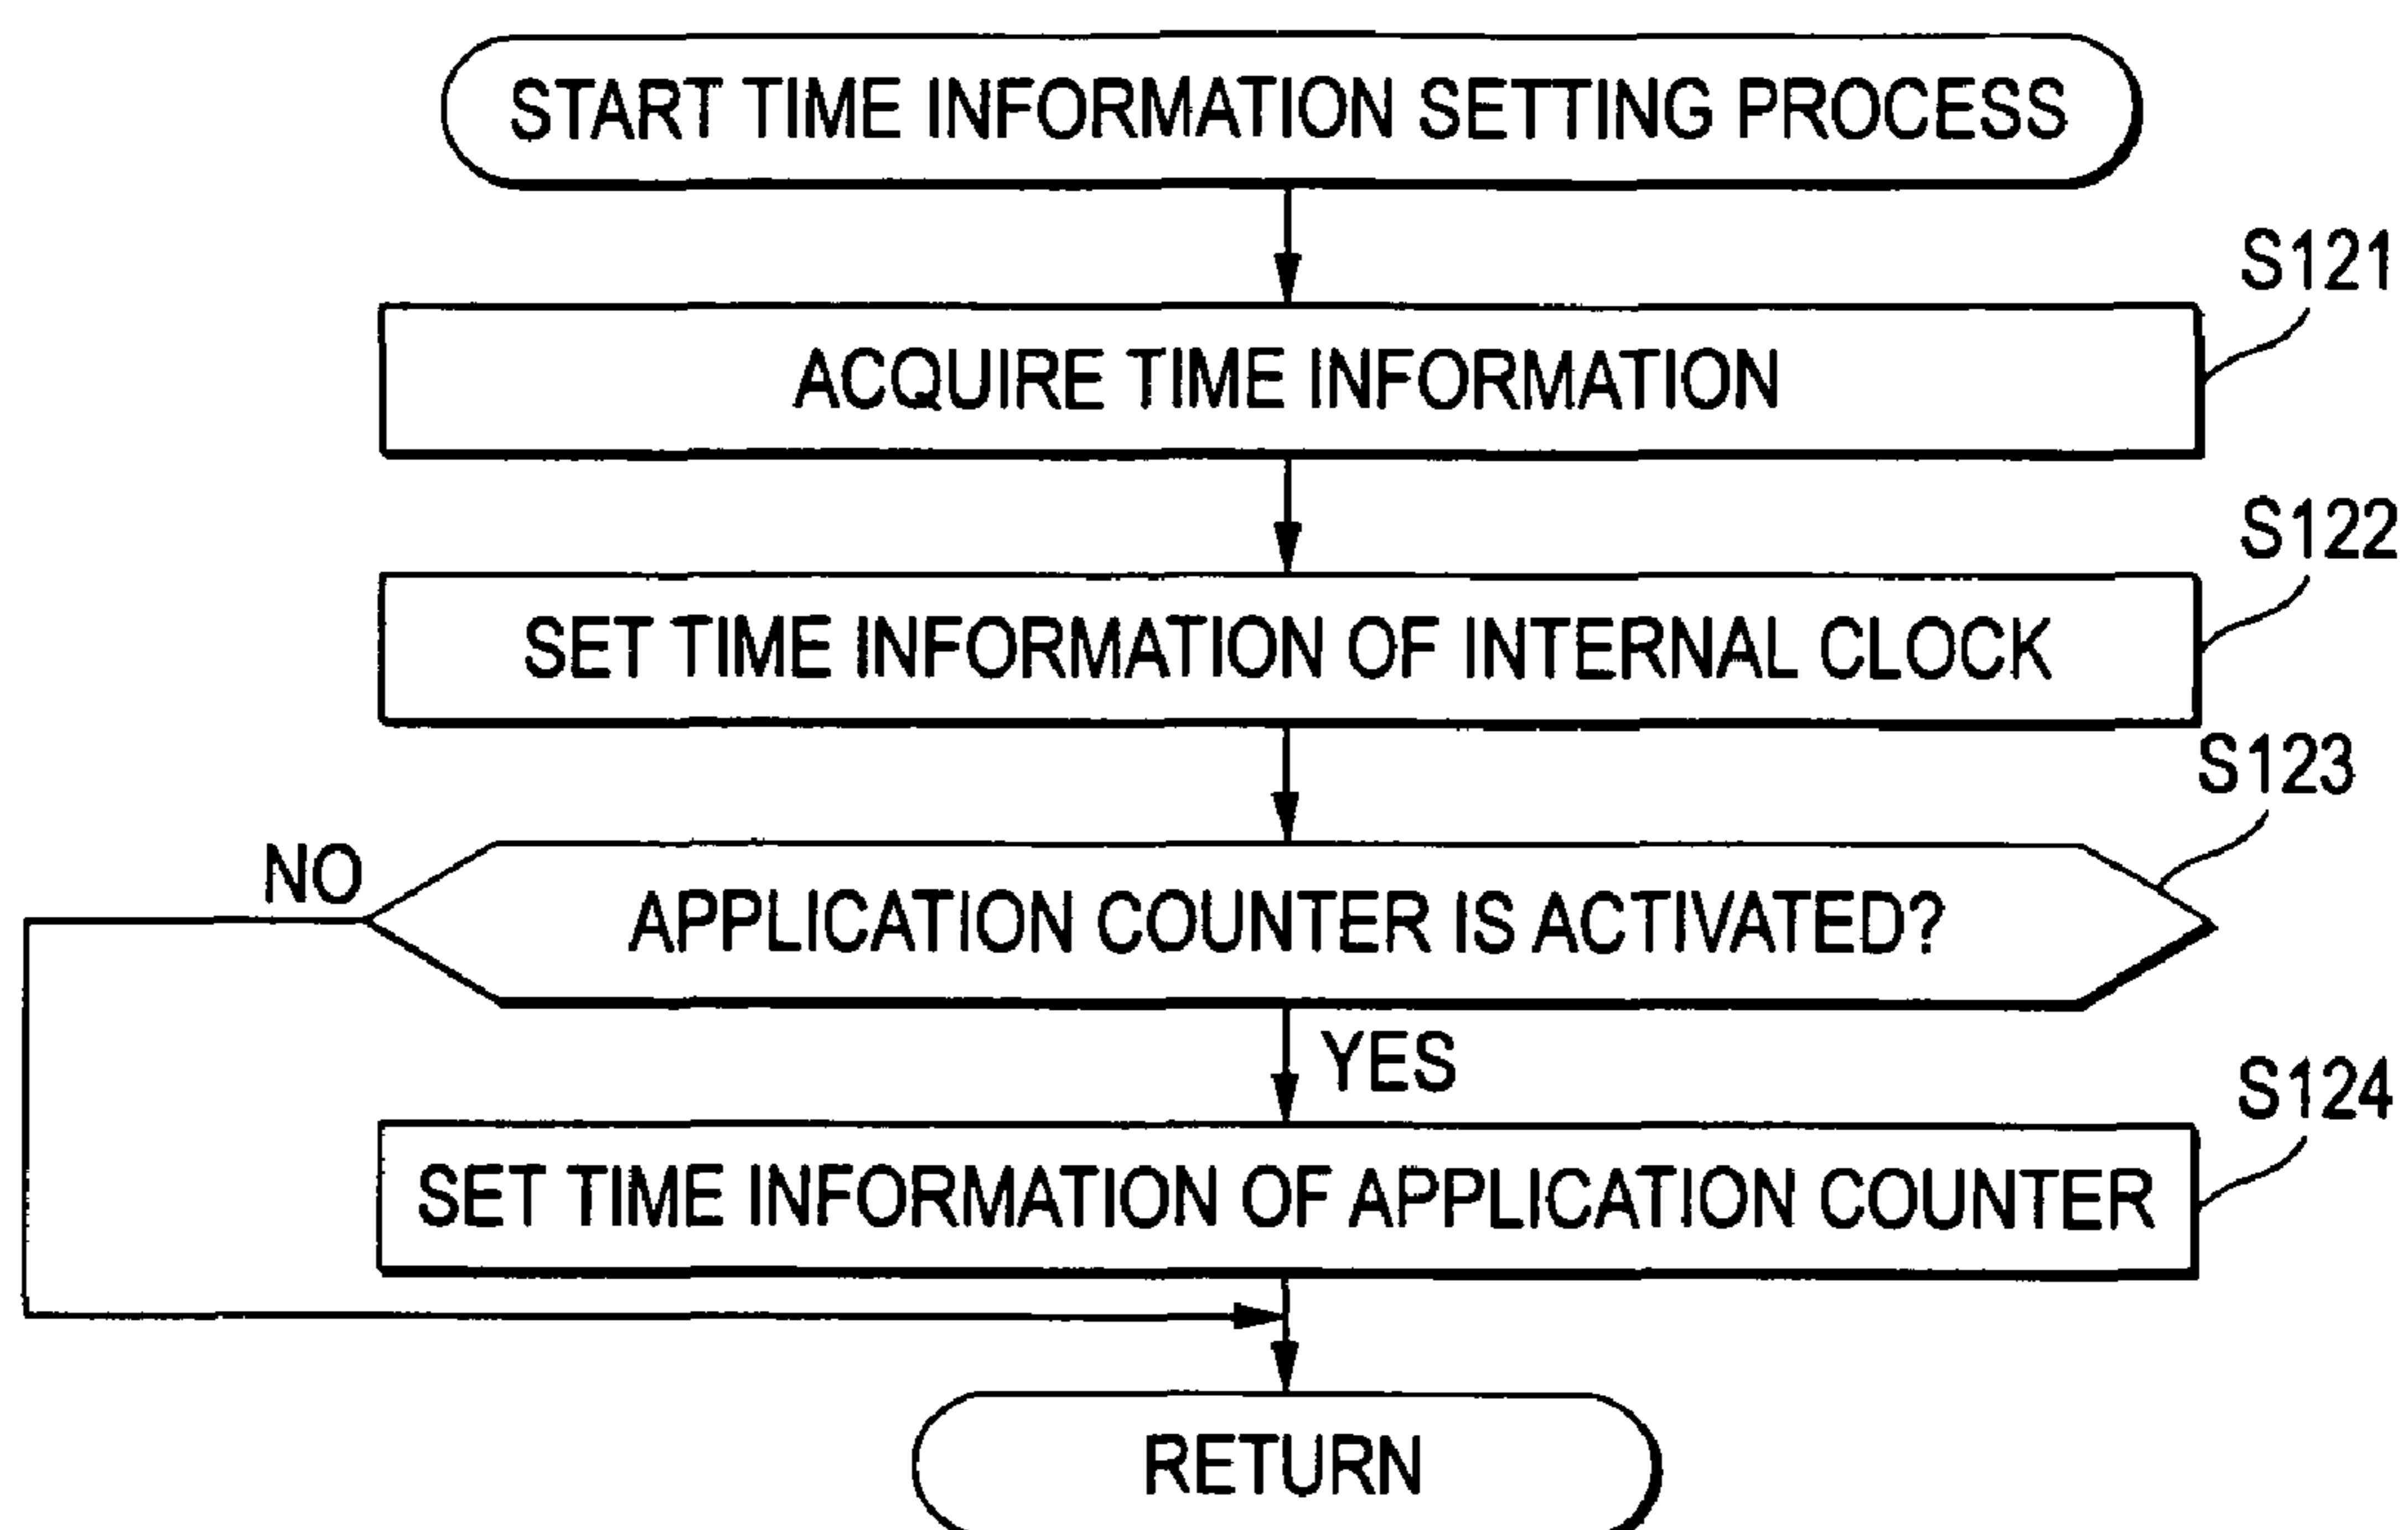 START TIME INFORMATION SETTING PROCESS
S121
ACQUIRE TIME INFORMATION
S122
SET TIME INFORMATION OF INTERNAL CLOCK
S123
NO
APPLICATION COUNTER IS ACTIVATED?
YES
S124
SET TIME INFORMATION OF APPLICATION COUNTER
RETURN